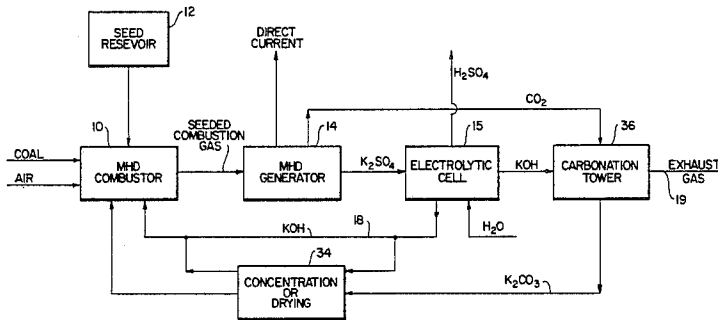 SEED
RESEVOIR
12
DIRECT
CURRENT
H2SO4
CO2
10
SEEDED
COMBUSTION
GAS
14
15
36
COAL
AIR
MHD
COMBUSTOR
MHD
GENERATOR
K2SO4
ELECTROLYTIC
CELL
KOH
CARBONATION
TOWER
EXHAUST
GAS
19
KOH
18
H2O
34
CONCENTRATION
OR
DRYING
K2CO3